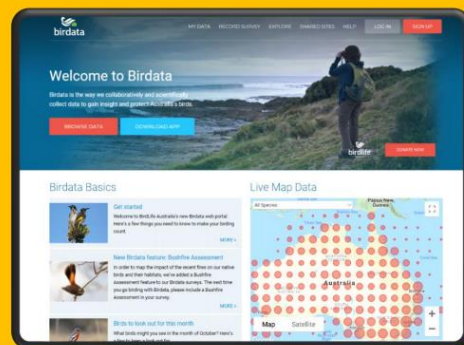 birdata
MY DATA RECORD SURVEY EXPLORE SHARED SITES HELP LOG IN SIGN UP
Welcome to Birdata
Birdata is the way we collaboratively and scientifically
collect data to gain insight and protect Australia's birds.
BROWSE DATA DOWNLOAD APP
birdlife
DONATE NOW
Birdata Basics
Get started
Welcome to BirdLife Australia's new Birdata web portal.
Here's a few things you need to know to make your birding
count.
MORE >
New Birdata feature: Bushfire Assessment
In order to map the impact of the recent fires on our native
birds and their habitats, we've added a Bushfire
Assessment feature to our Birdata surveys. The next time
you go birding with Birdata, please include a Bushfire
Assessment in your survey.
MORE >
Birds to look out for this month
What birds might you see in the month of October? Here's
Live Map Data
All Species
Papua New
Guinea
Australia
Map Satellite
+
−